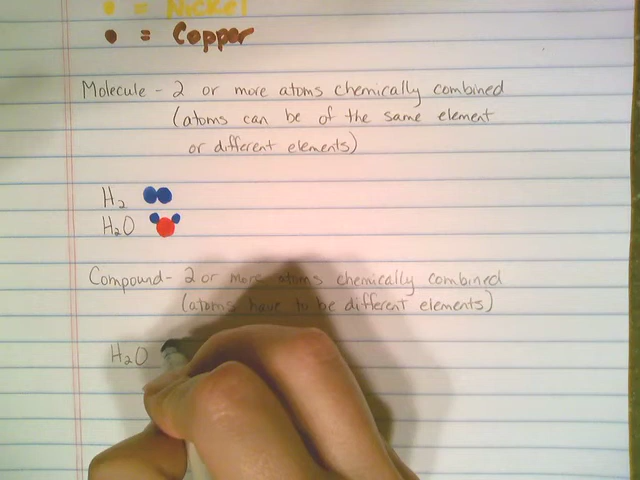 = Nickel
= Copper
Molecule - 2 or more atoms chemically combined
(atoms can be of the same element
or different elements)
H₂
H₂O
Compound - 2 or more atoms chemically combined
(atoms have to be different elements)
H₂O